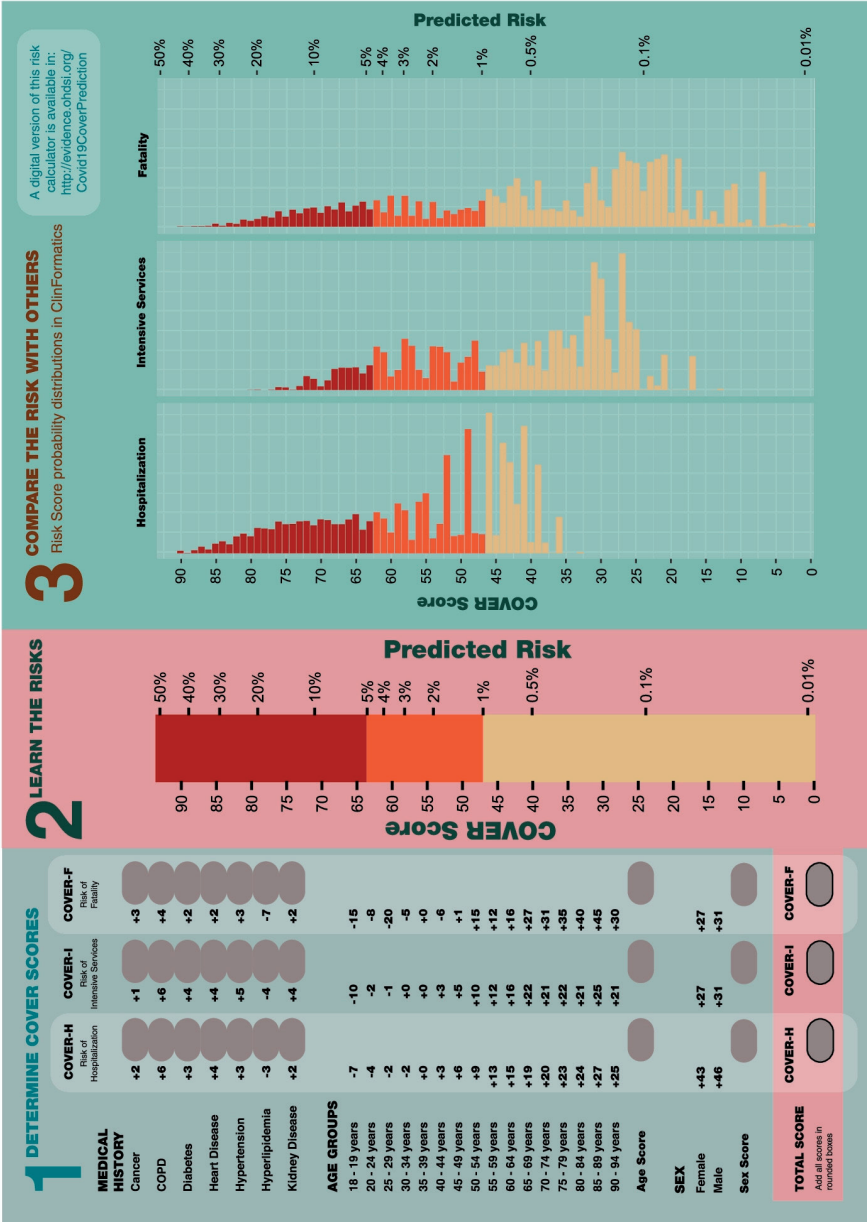 1 DETERMINE COVER SCORES
COVER-H COVER-I COVER-F
Risk of Hospitalization Risk of Intensive Services Risk of Fatality
MEDICAL HISTORY
Cancer +2 +1 +3
COPD +6 +6 +4
Diabetes +3 +4 +2
Heart Disease +4 +4 +2
Hypertension +3 +5 +3
Hyperlipidemia -3 -4 -7
Kidney Disease +2 +4 +2
AGE GROUPS
18 - 19 years -7 -10 -15
20 - 24 years -4 -2 -8
25 - 29 years -2 -1 -20
30 - 34 years -2 +0 -5
35 - 39 years +0 +0 +0
40 - 44 years +3 +3 -6
45 - 49 years +6 +5 +1
50 - 54 years +9 +10 +15
55 - 59 years +13 +12 +12
60 - 64 years +15 +16 +16
65 - 69 years +19 +22 +27
70 - 74 years +20 +21 +31
75 - 79 years +23 +22 +35
80 - 84 years +24 +21 +40
85 - 89 years +27 +25 +45
90 - 94 years +25 +21 +30
Age Score
SEX
Female +43 +27 +27
Male +46 +31 +31
Sex Score
TOTAL SCORE COVER-H COVER-I COVER-F
Add all scores in
rounded boxes
2 LEARN THE RISKS
COVER Score
90
85
80
75
70
65
60
55
50
45
40
35
30
25
20
15
10
5
0
Predicted Risk
50%
40%
30%
20%
10%
5%
4%
3%
2%
1%
0.5%
0.1%
0.01%
3 COMPARE THE RISK WITH OTHERS
Risk Score probability distributions in ClinFormatics
A digital version of this risk
calculator is available in:
http://evidence.ohdsi.org/
Covid19CoverPrediction
Hospitalization Intensive Services Fatality
COVER Score
90
85
80
75
70
65
60
55
50
45
40
35
30
25
20
15
10
5
0
Predicted Risk
50%
40%
30%
20%
10%
5%
4%
3%
2%
1%
0.5%
0.1%
0.01%